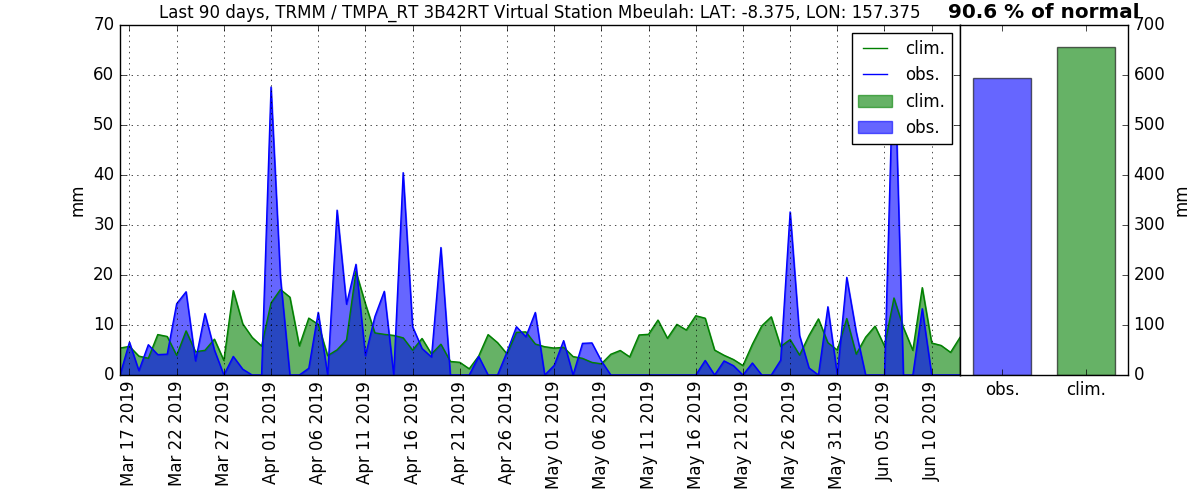 Last 90 days, TRMM / TMPA_RT 3B42RT Virtual Station Mbeulah: LAT: -8.375, LON: 157.375
90.6 % of normal
70
60
50
40
30
20
10
0
mm
clim.
obs.
clim.
obs.
700
600
500
400
300
200
100
0
mm
Mar 17 2019
Mar 22 2019
Mar 27 2019
Apr 01 2019
Apr 06 2019
Apr 11 2019
Apr 16 2019
Apr 21 2019
Apr 26 2019
May 01 2019
May 06 2019
May 11 2019
May 16 2019
May 21 2019
May 26 2019
May 31 2019
Jun 05 2019
Jun 10 2019
obs.
clim.